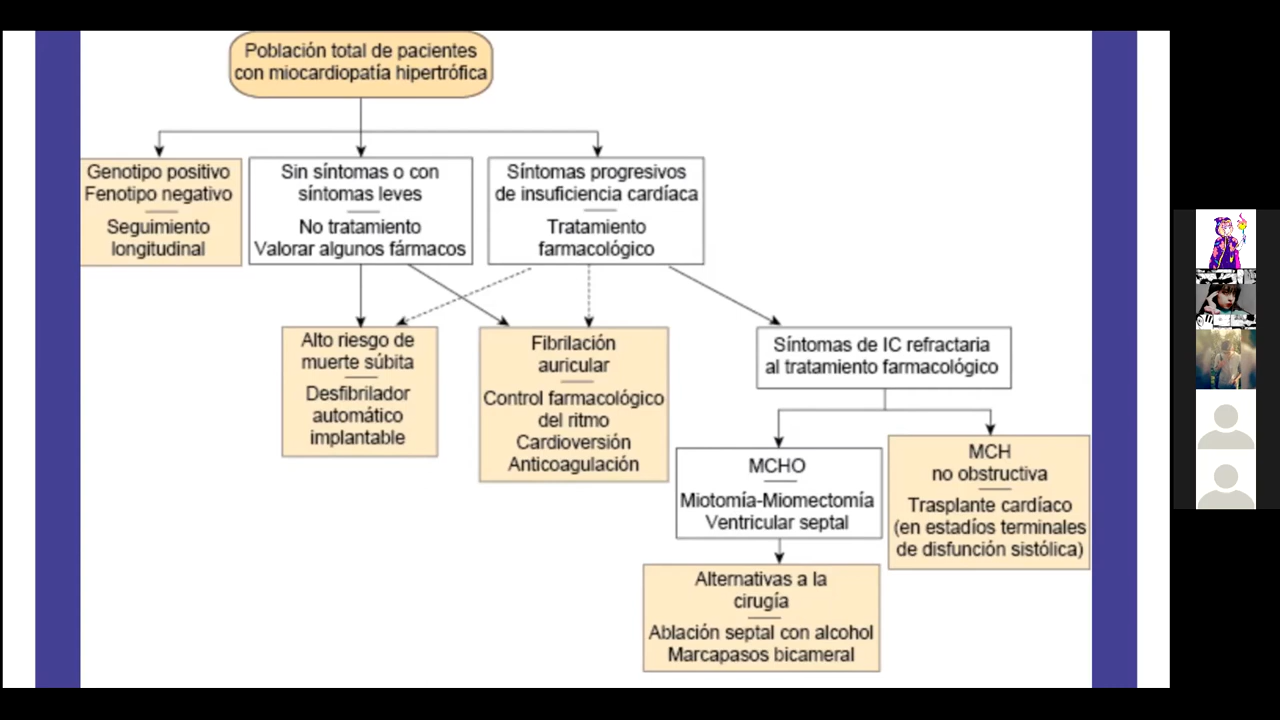 Población total de pacientes
con miocardiopatía hipertrófica
Genotipo positivo
Fenotipo negativo
Seguimiento
longitudinal
Sin síntomas o con
síntomas leves
No tratamiento
Valorar algunos fármacos
Síntomas progresivos
de insuficiencia cardíaca
Tratamiento
farmacológico
Alto riesgo de
muerte súbita
Desfibrilador
automático
implantable
Fibrilación
auricular
Control farmacológico
del ritmo
Cardioversión
Anticoagulación
Síntomas de IC refractaria
al tratamiento farmacológico
MCHO
Miotomía-Miomectomía
Ventricular septal
MCH
no obstructiva
Trasplante cardíaco
(en estadíos terminales
de disfunción sistólica)
Alternativas a la
cirugía
Ablación septal con alcohol
Marcapasos bicameral